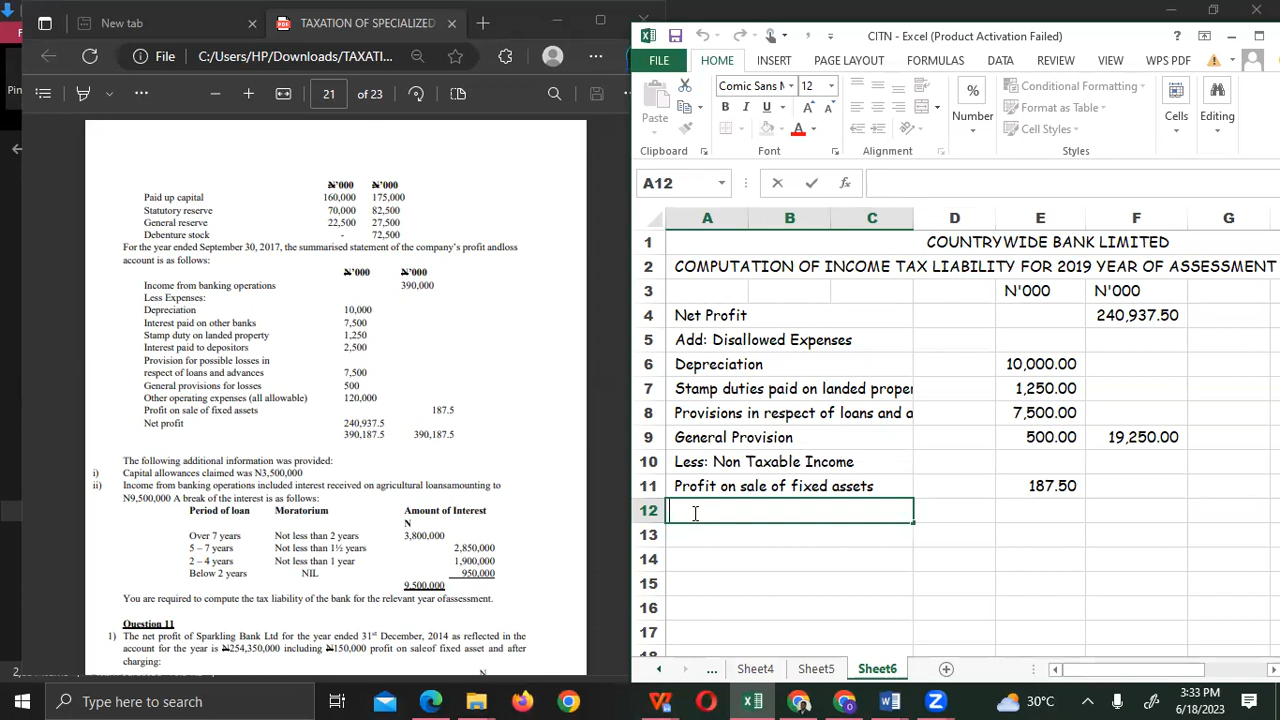 New tab
TAXATION OF SPECIALIZED
File C:/Users/HP/Downloads/TAXATI...
21 of 23
₦'000 ₦'000
Paid up capital 160,000 175,000
Statutory reserve 70,000 82,500
General reserve 22,500 27,500
Debenture stock - 72,500
For the year ended September 30, 2017, the summarised statement of the company's profit andloss
account is as follows:
₦'000 ₦'000
Income from banking operations 390,000
Less Expenses:
Depreciation 10,000
Interest paid on other banks 7,500
Stamp duty on landed property 1,250
Interest paid to depositors 2,500
Provision for possible losses in
respect of loans and advances 7,500
General provisions for losses 500
Other operating expenses (all allowable) 120,000
Profit on sale of fixed assets 187.5
Net profit 240,937.5
390,187.5 390,187.5
The following additional information was provided:
i) Capital allowances claimed was N3,500,000
ii) Income from banking operations included interest received on agricultural loansamounting to
N9,500,000 A break of the interest is as follows:
Period of loan Moratorium Amount of Interest
N
Over 7 years Not less than 2 years 3,800,000
5 – 7 years Not less than 1½ years 2,850,000
2 – 4 years Not less than 1 year 1,900,000
Below 2 years NIL 950,000
9,500,000
You are required to compute the tax liability of the bank for the relevant year ofassessment.
Question 11
1) The net profit of Sparkling Bank Ltd for the year ended 31st December, 2014 as reflected in the
account for the year is ₦254,350,000 including ₦150,000 profit on saleof fixed asset and after
charging:
N
CITN - Excel (Product Activation Failed)
FILE HOME INSERT PAGE LAYOUT FORMULAS DATA REVIEW VIEW WPS PDF
Paste
Comic Sans M 12
B I U
Number
Conditional Formatting
Format as Table
Cell Styles
Cells
Editing
Clipboard Font Alignment Styles
A12
A B C D E F G
1 COUNTRYWIDE BANK LIMITED
2 COMPUTATION OF INCOME TAX LIABILITY FOR 2019 YEAR OF ASSESSMENT
3 N'000 N'000
4 Net Profit 240,937.50
5 Add: Disallowed Expenses
6 Depreciation 10,000.00
7 Stamp duties paid on landed proper 1,250.00
8 Provisions in respect of loans and a 7,500.00
9 General Provision 500.00 19,250.00
10 Less: Non Taxable Income
11 Profit on sale of fixed assets 187.50
12
13
14
15
16
17
... Sheet4 Sheet5 Sheet6
Type here to search
30°C
3:33 PM
6/18/2023